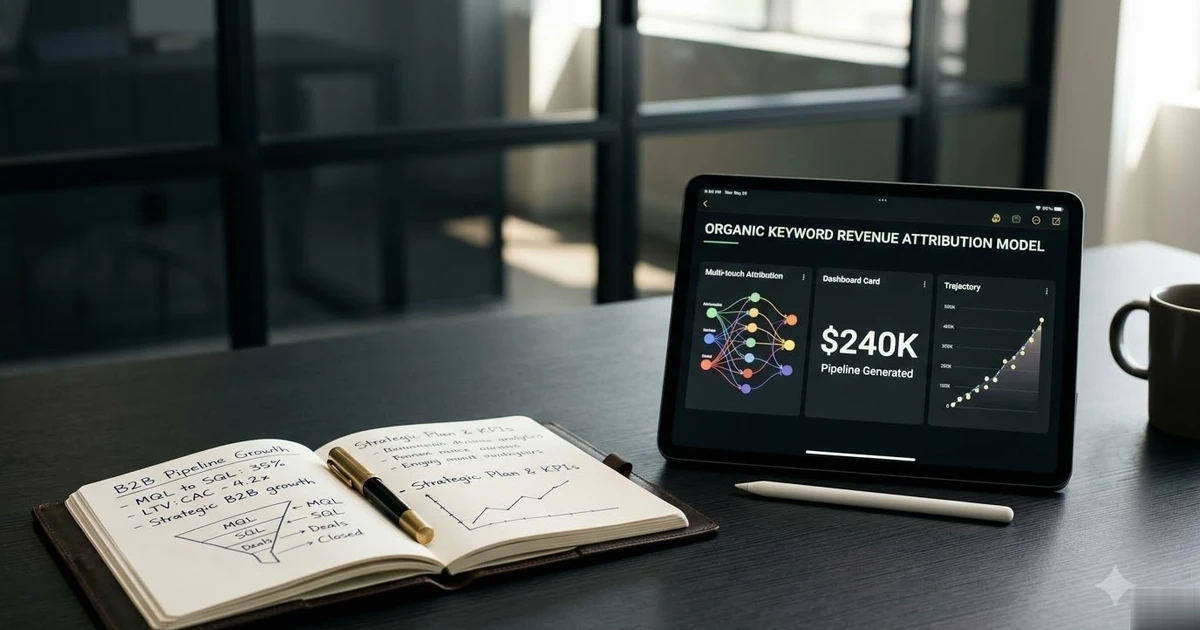 B2B Pipeline Growth
- MQL to SQL: 35%
- LTV:CAC - 4.2x
- Strategic B2B growth
MQL
SQL
Deals
MQL
SQL
Deals
Closed
Strategic Plan & KPIs
- Strategic Plan & KPIs
ORGANIC KEYWORD REVENUE ATTRIBUTION MODEL
Multi-touch Attribution
Dashboard Card
$240K
Pipeline Generated
Trajectory
100K
0